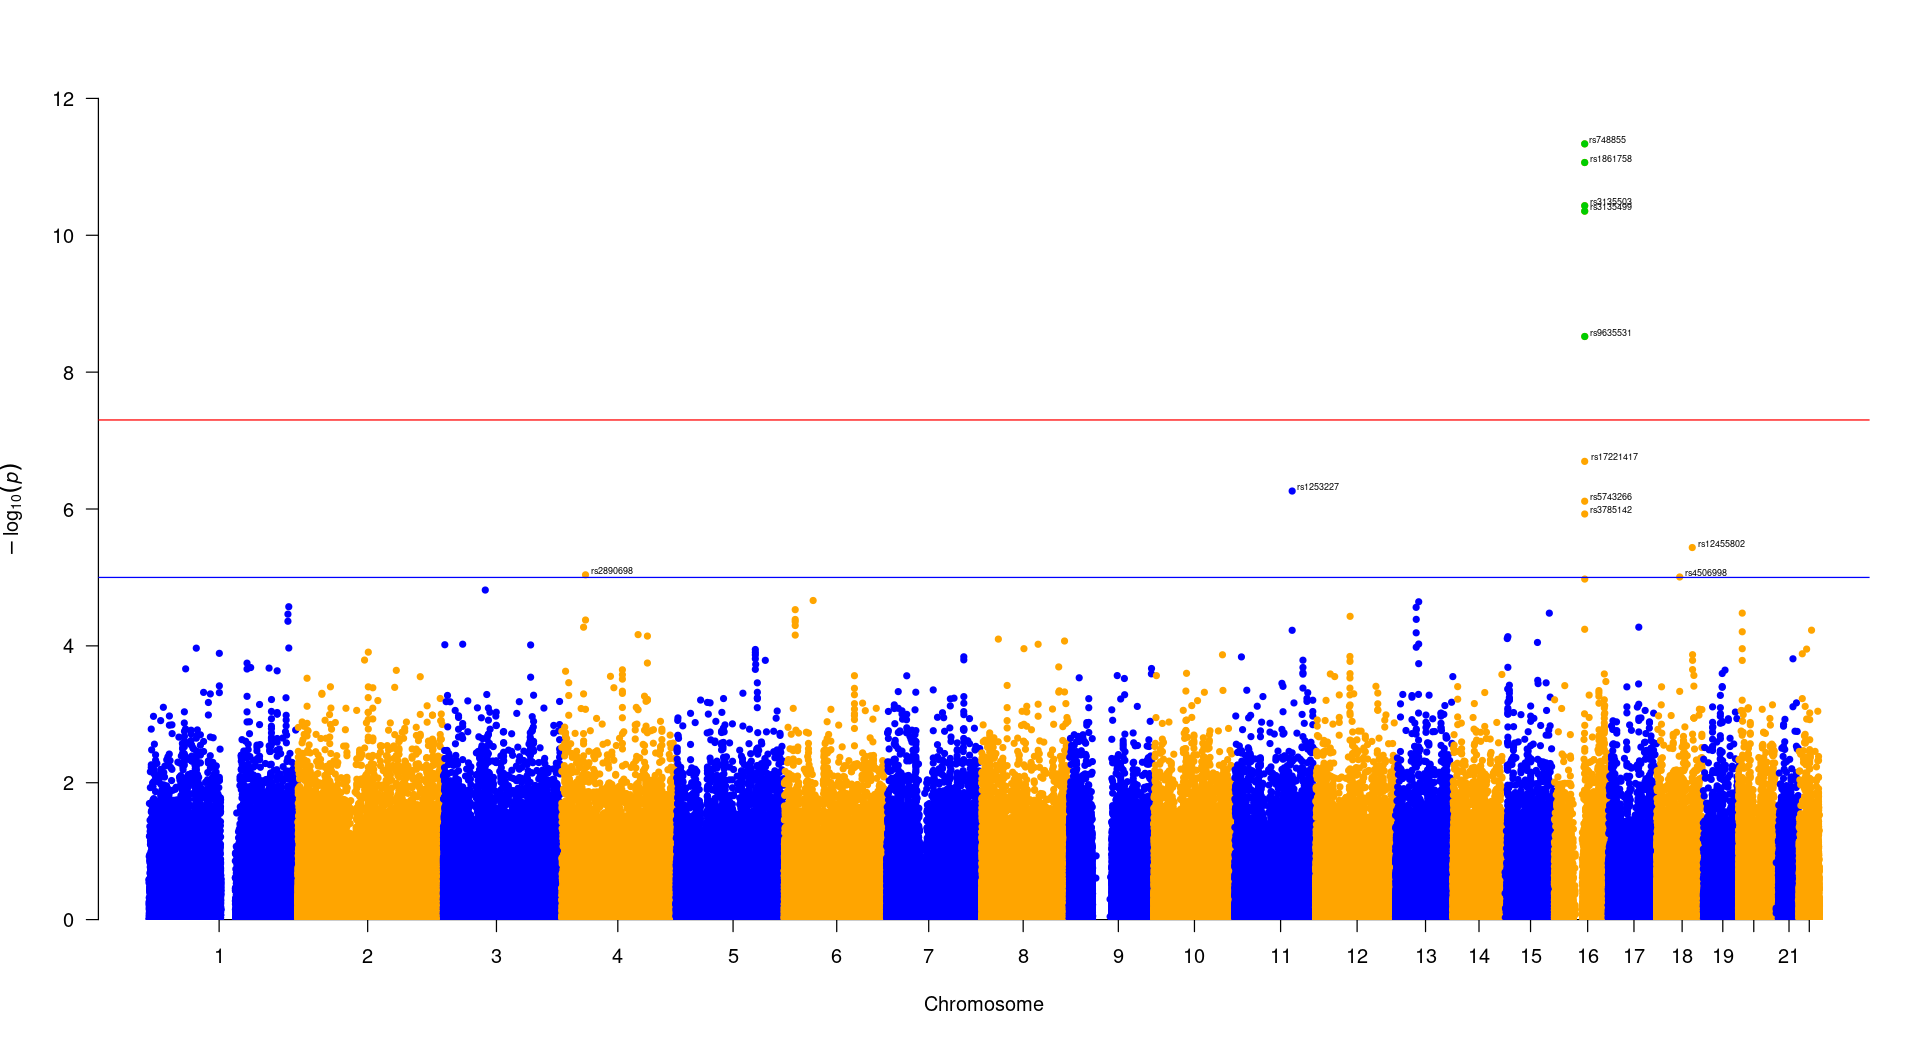 12
rs748855
rs1861758
rs3135503
rs3135499
10
rs9635531
8
rs17221417
rs1253227
rs5743266
6
rs3785142
rs12455802
rs2890698
rs4506998
4
2
0
− log10(p)
1 2 3 4 5 6 7 8 9 10 11 12 13 14 15 16 17 18 19 21
Chromosome